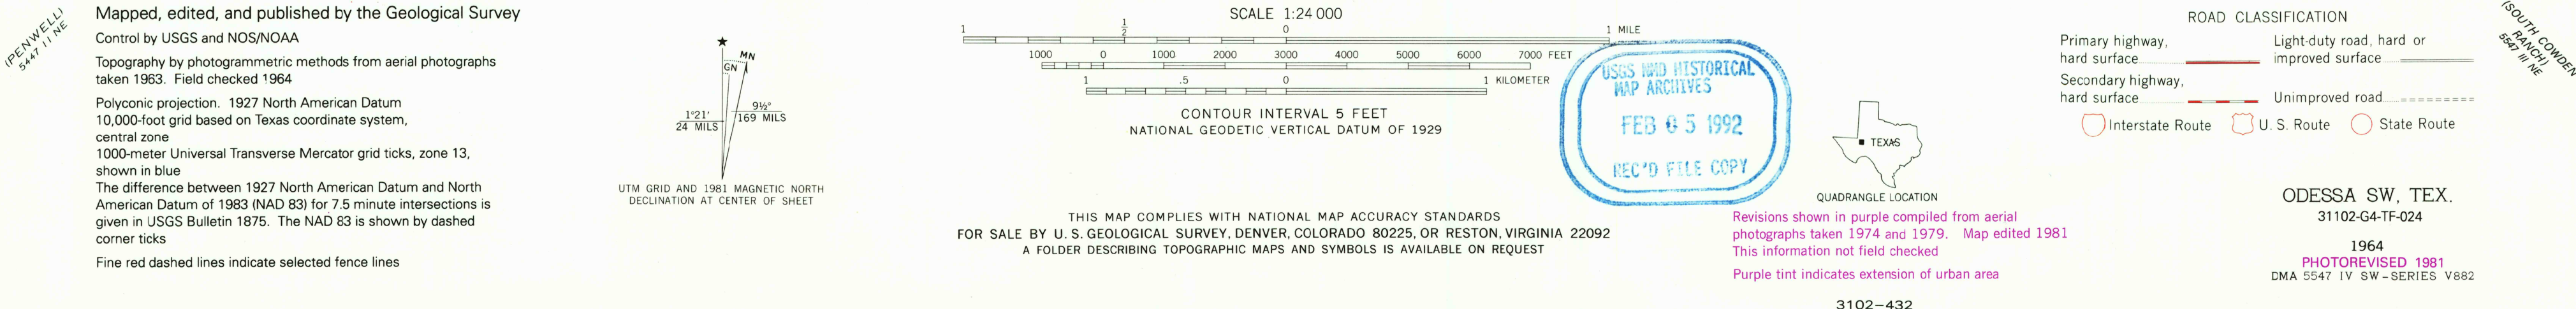 (PENWELL)
5447 II NE
Mapped, edited, and published by the Geological Survey
Control by USGS and NOS/NOAA
Topography by photogrammetric methods from aerial photographs
taken 1963. Field checked 1964
Polyconic projection. 1927 North American Datum
10,000-foot grid based on Texas coordinate system,
central zone
1000-meter Universal Transverse Mercator grid ticks, zone 13,
shown in blue
The difference between 1927 North American Datum and North
American Datum of 1983 (NAD 83) for 7.5 minute intersections is
given in USGS Bulletin 1875. The NAD 83 is shown by dashed
corner ticks
Fine red dashed lines indicate selected fence lines
★
MN
GN
1°21'
24 MILS
9½°
169 MILS
UTM GRID AND 1981 MAGNETIC NORTH
DECLINATION AT CENTER OF SHEET
SCALE 1:24 000
1 ½ 0 1 MILE
1000 0 1000 2000 3000 4000 5000 6000 7000 FEET
1 .5 0 1 KILOMETER
CONTOUR INTERVAL 5 FEET
NATIONAL GEODETIC VERTICAL DATUM OF 1929
THIS MAP COMPLIES WITH NATIONAL MAP ACCURACY STANDARDS
FOR SALE BY U. S. GEOLOGICAL SURVEY, DENVER, COLORADO 80225, OR RESTON, VIRGINIA 22092
A FOLDER DESCRIBING TOPOGRAPHIC MAPS AND SYMBOLS IS AVAILABLE ON REQUEST
USGS NMD HISTORICAL
MAP ARCHIVES
FEB 05 1992
REC'D FILE COPY
TEXAS
QUADRANGLE LOCATION
Revisions shown in purple compiled from aerial
photographs taken 1974 and 1979. Map edited 1981
This information not field checked
Purple tint indicates extension of urban area
3102-432
ROAD CLASSIFICATION
Primary highway,
hard surface
Light-duty road, hard or
improved surface
Secondary highway,
hard surface
Unimproved road
Interstate Route U. S. Route State Route
(SOUTH COWDEN
RANCH)
5547 III NE
ODESSA SW, TEX.
31102-G4-TF-024
1964
PHOTOREVISED 1981
DMA 5547 IV SW-SERIES V882